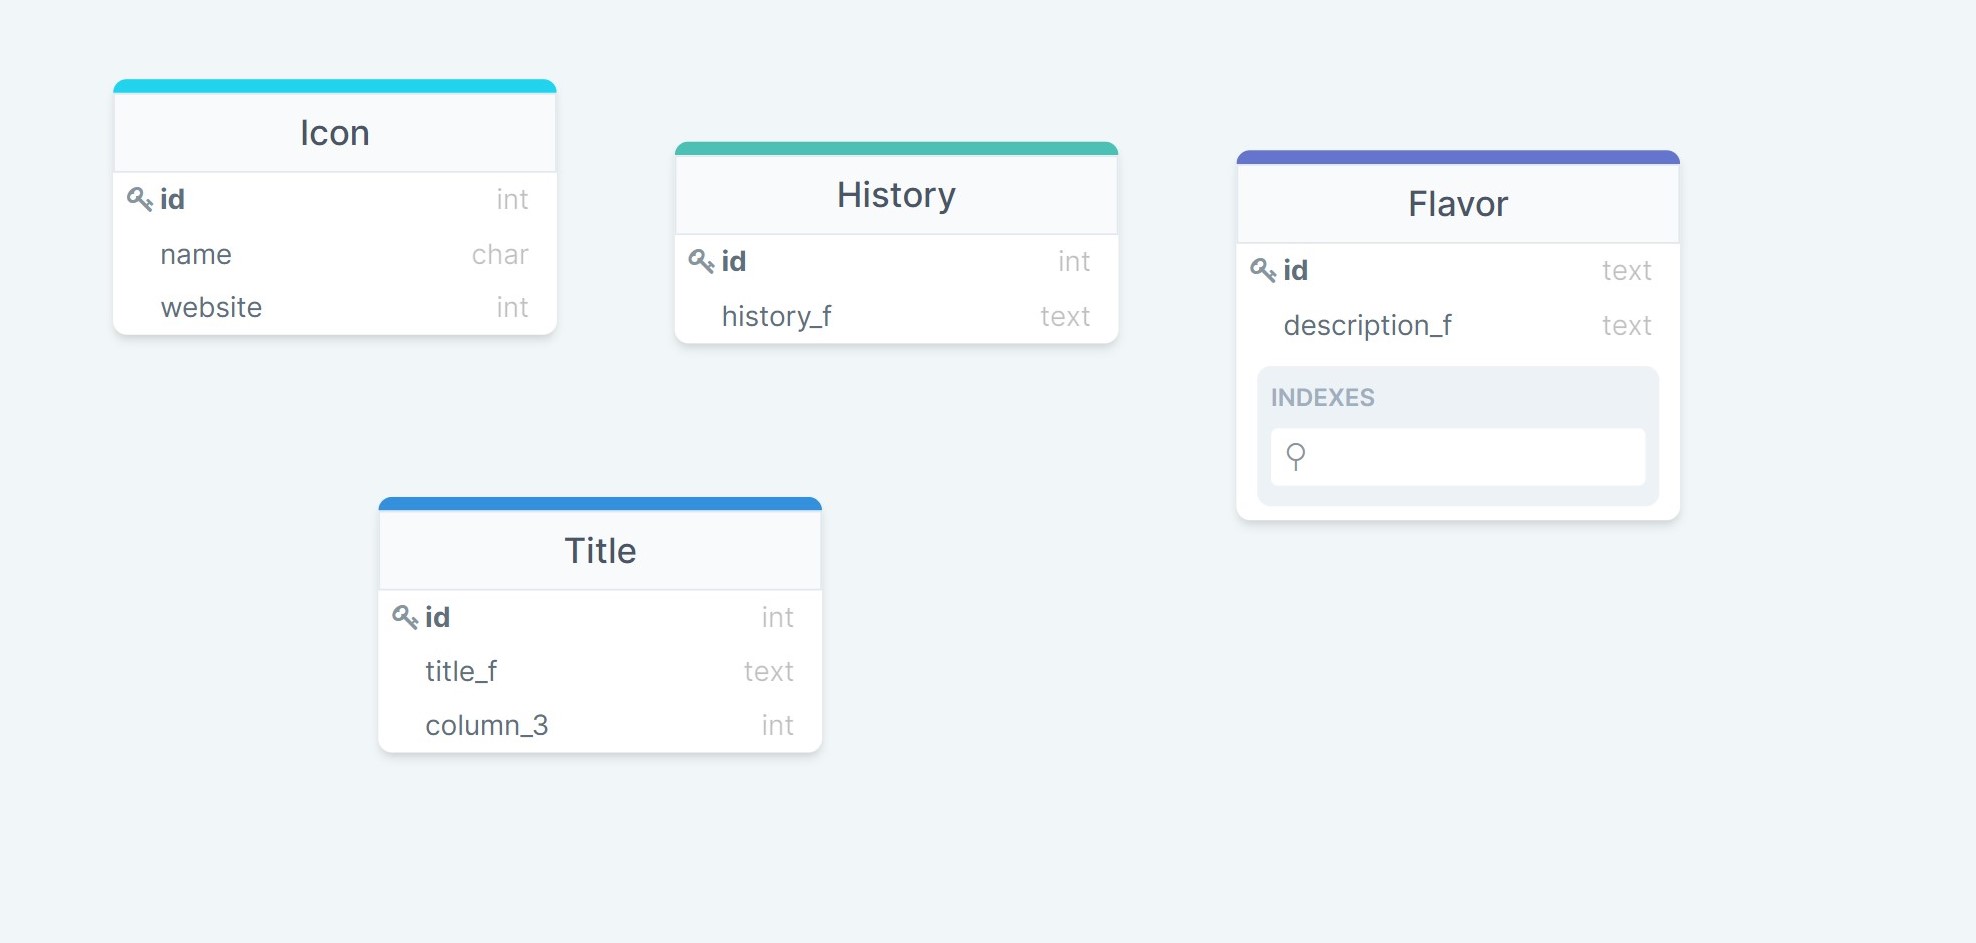 Icon
id int
name char
website int
History
id int
history_f text
Flavor
id text
description_f text
INDEXES
Title
id int
title_f text
column_3 int